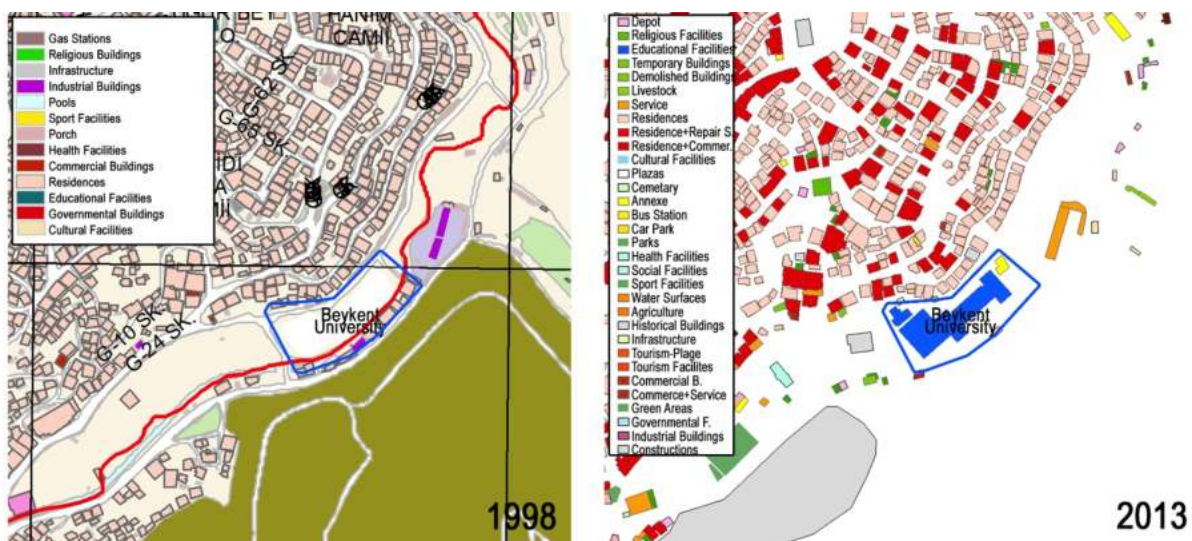 HANIM
CAMİİ
Gas Stations
Religious Buildings
Infrastructure
Industrial Buildings
Pools
Sport Facilities
Porch
Health Facilities
Commercial Buildings
Residences
Educational Facilities
Governmental Buildings
Cultural Facilities
G-62 SK.
G-65 SK.
G-10 SK.
G-24 SK.
Beykent
University
1998
Depot
Religious Facilities
Educational Facilities
Temporary Buildings
Demolished Buildings
Livestock
Service
Residences
Residence+Repair S.
Residence+Commer.
Cultural Facilities
Plazas
Cemetary
Annexe
Bus Station
Car Park
Parks
Health Facilities
Social Facilities
Sport Facilities
Water Surfaces
Agriculture
Historical Buildings
Infrastructure
Tourism-Plage
Tourism Facilites
Commercial B.
Commerce+Service
Green Areas
Governmental F.
Industrial Buildings
Constructions
Beykent
University
2013